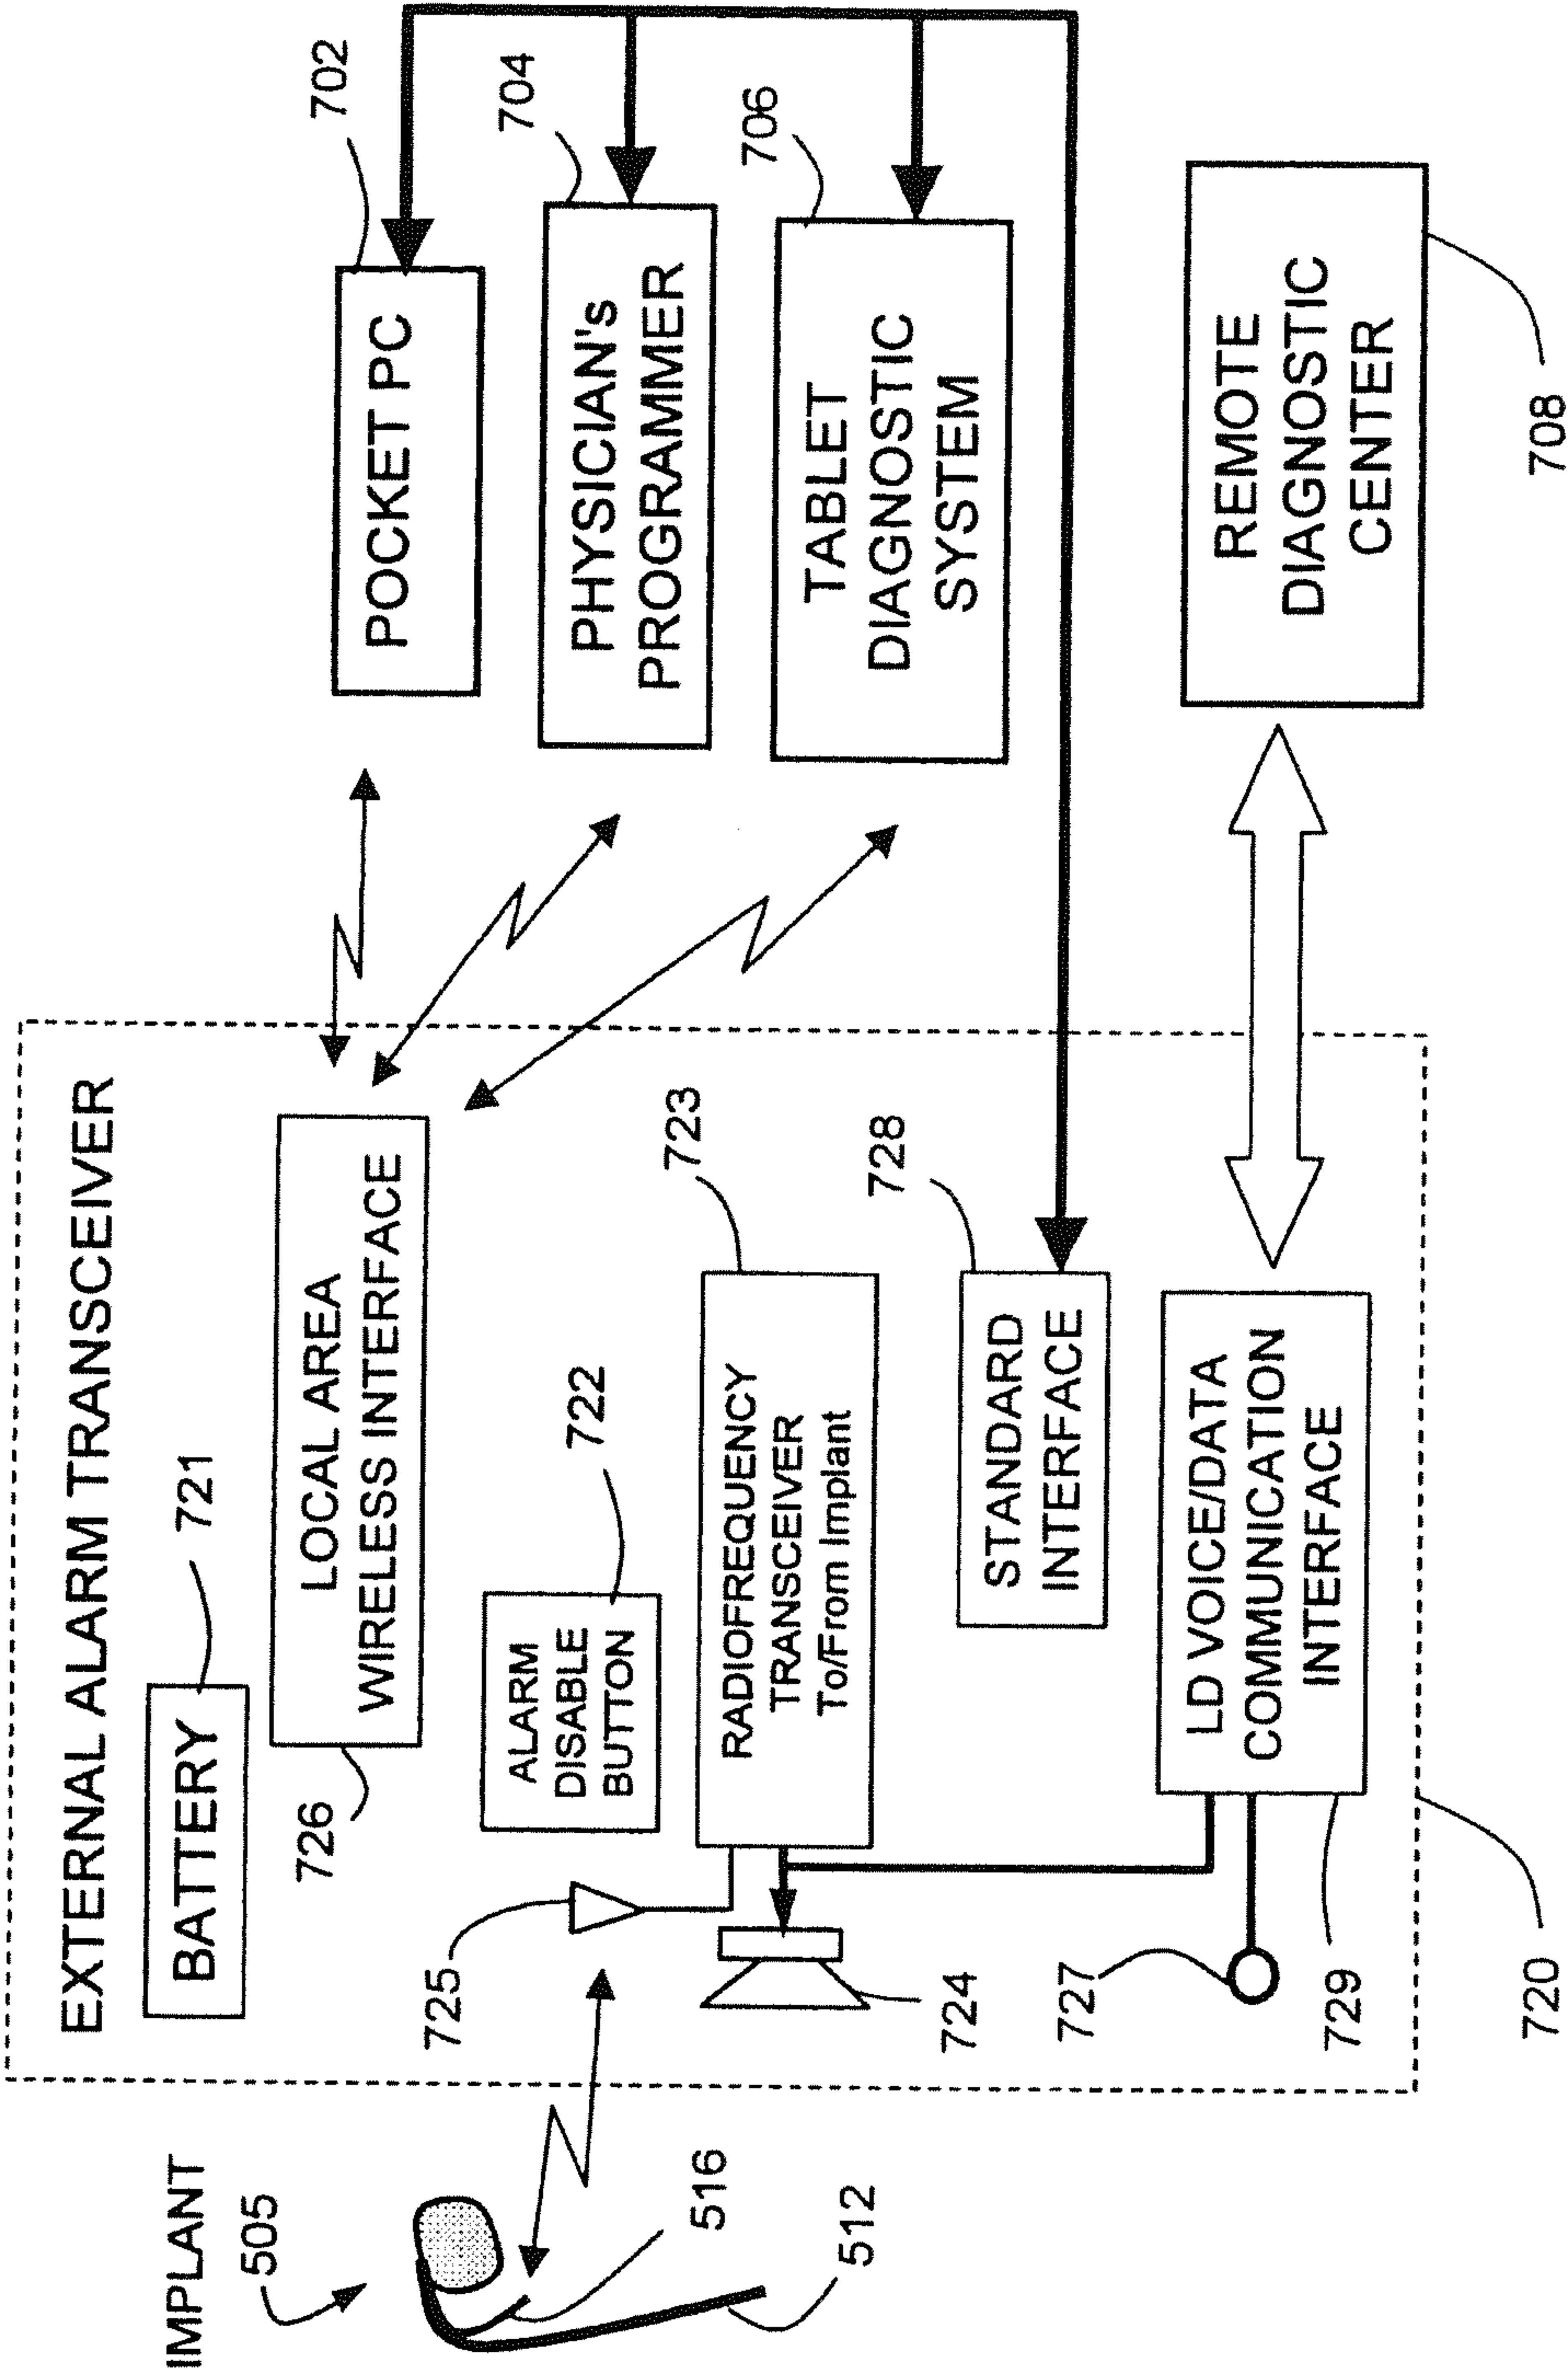 IMPLANT
505
516
512
EXTERNAL ALARM TRANSCEIVER
BATTERY
721
LOCAL AREA
WIRELESS INTERFACE
726
ALARM
DISABLE
BUTTON
722
725
RADIOFREQUENCY
TRANSCEIVER
To/From Implant
723
724
STANDARD
INTERFACE
728
LD VOICE/DATA
COMMUNICATION
INTERFACE
727
729
720
POCKET PC
702
PHYSICIAN's
PROGRAMMER
704
TABLET
DIAGNOSTIC
SYSTEM
706
REMOTE
DIAGNOSTIC
CENTER
708